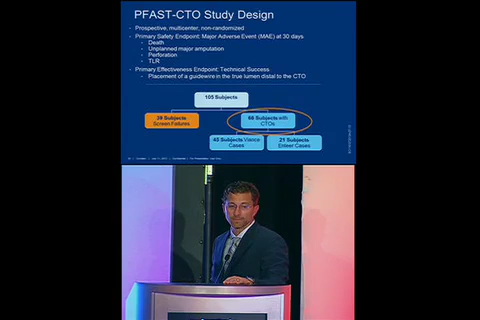 PFAST-CTO Study Design
Prospective, multicenter, non-randomized
Primary Safety Endpoint: Major Adverse Event (MAE) at 30 days
Death
Unplanned major amputation
Perforation
TLR
Primary Effectiveness Endpoint: Technical Success
Placement of a guidewire in the true lumen distal to the CTO
105 Subjects
39 Subjects
Screen Failures
66 Subjects with
CTOs
45 Subjects Viance
Cases
21 Subjects Enteer
Cases